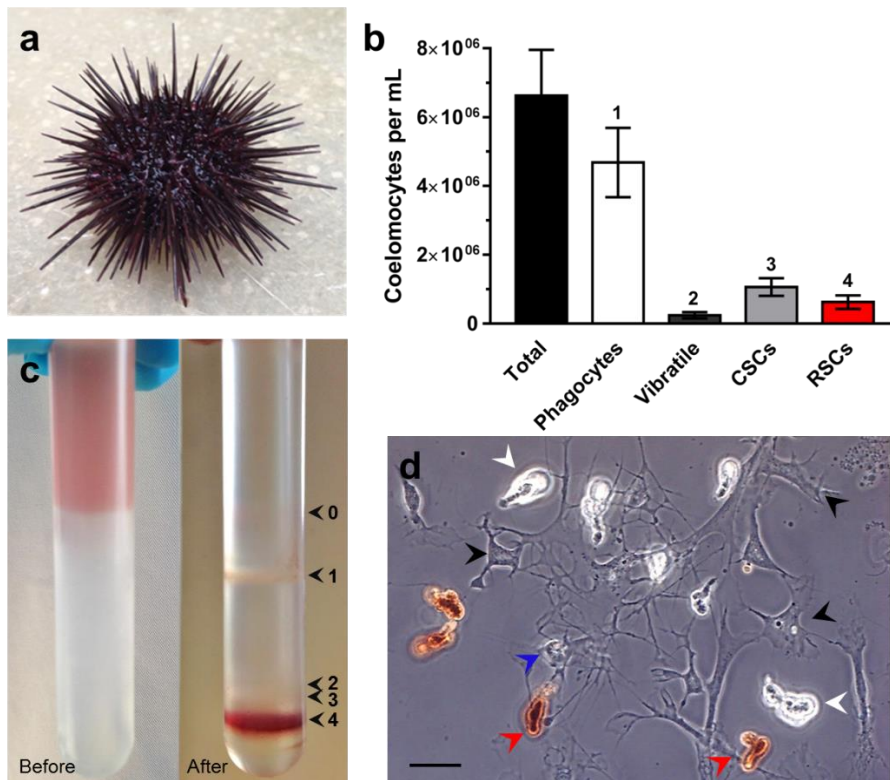 a
b
Coelomocytes per mL
8×10⁰⁶
6×10⁰⁶
4×10⁰⁶
2×10⁰⁶
0
1
2
3
4
Total
Phagocytes
Vibratile
CSCs
RSCs
c
0
1
2
3
4
Before
After
d